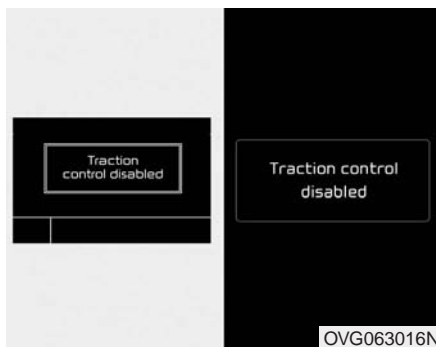 Traction
control disabled
Traction control
disabled
OVG063016N